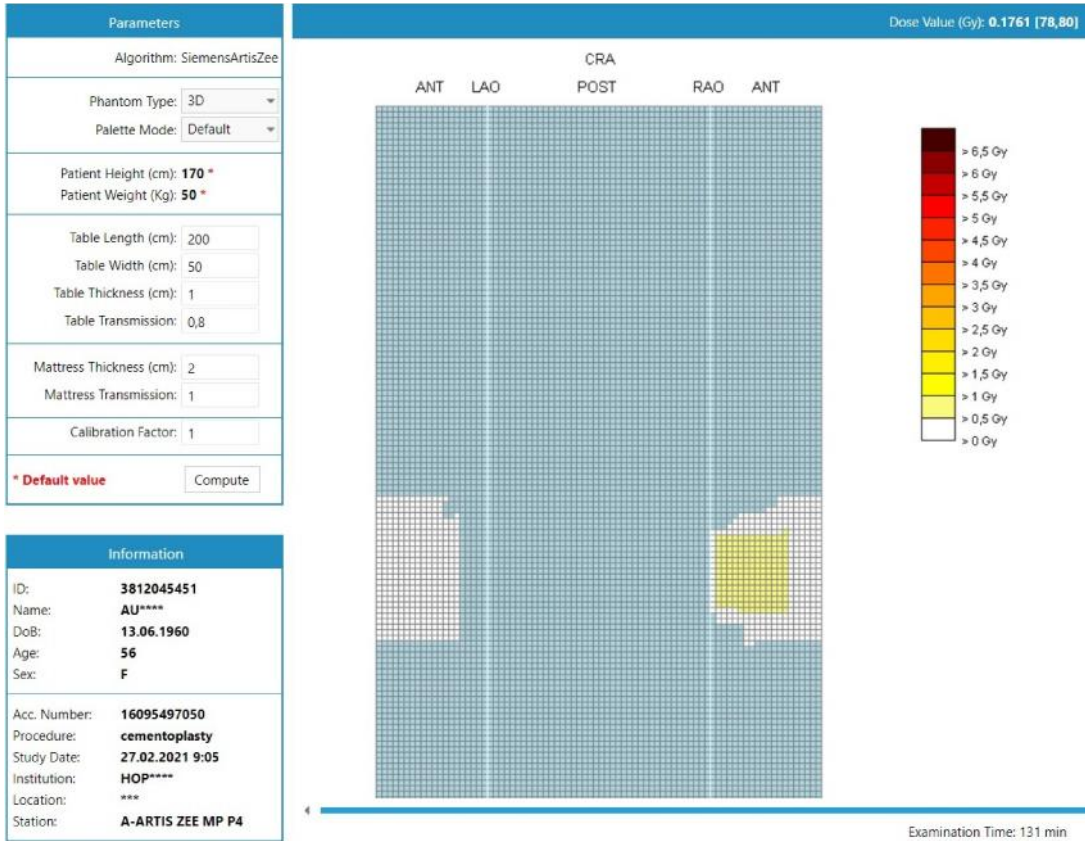 Parameters
Algorithm: SiemensArtisZee
Phantom Type: 3D
Palette Mode: Default
Patient Height (cm): 170 *
Patient Weight (Kg): 50 *
Table Length (cm): 200
Table Width (cm): 50
Table Thickness (cm): 1
Table Transmission: 0,8
Mattress Thickness (cm): 2
Mattress Transmission: 1
Calibration Factor: 1
* Default value Compute
Information
ID: 3812045451
Name: AU****
DoB: 13.06.1960
Age: 56
Sex: F
Acc. Number: 16095497050
Procedure: cementoplasty
Study Date: 27.02.2021 9:05
Institution: HOP****
Location: ***
Station: A-ARTIS ZEE MP P4
Dose Value (Gy): 0.1761 [78,80]
CRA
ANT LAO POST RAO ANT
> 6,5 Gy
> 6 Gy
> 5,5 Gy
> 5 Gy
> 4,5 Gy
> 4 Gy
> 3,5 Gy
> 3 Gy
> 2,5 Gy
> 2 Gy
> 1,5 Gy
> 1 Gy
> 0,5 Gy
> 0 Gy
Examination Time: 131 min